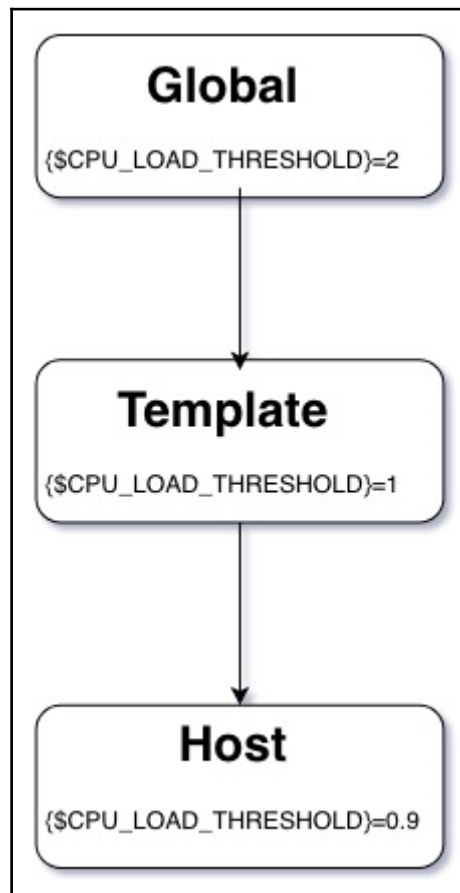 Global
{$CPU_LOAD_THRESHOLD}=2
Template
{$CPU_LOAD_THRESHOLD}=1
Host
{$CPU_LOAD_THRESHOLD}=0.9